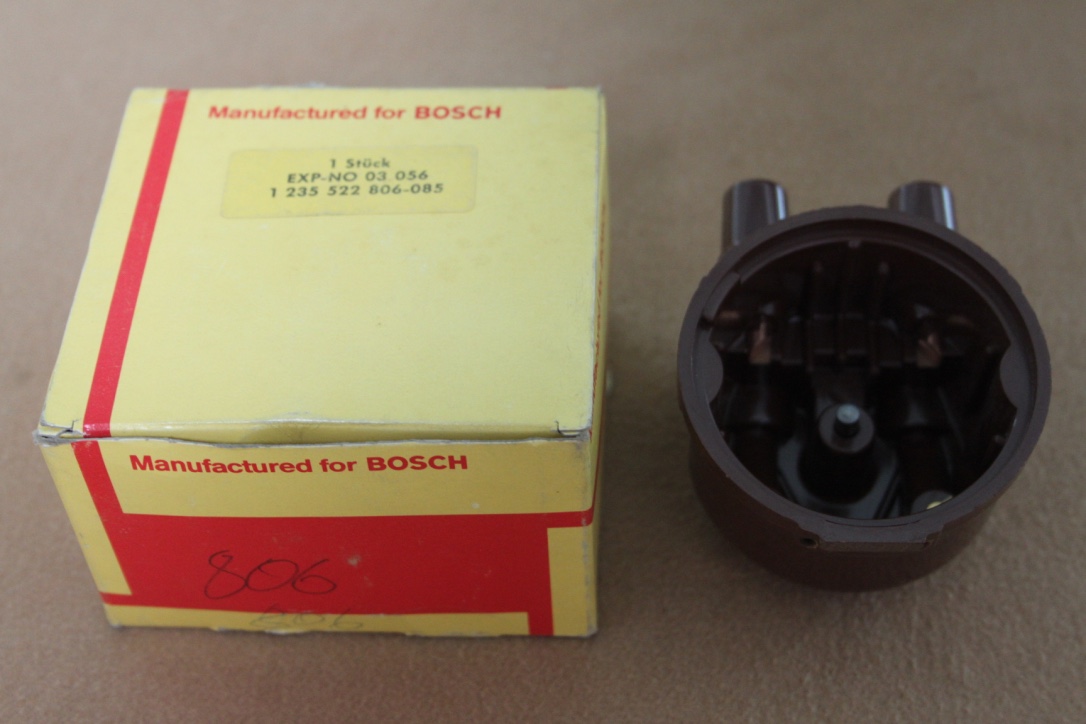 Manufactured for BOSCH
1 Stück
EXP-NO 03 056
1 235 522 806-085
Manufactured for BOSCH
806
806